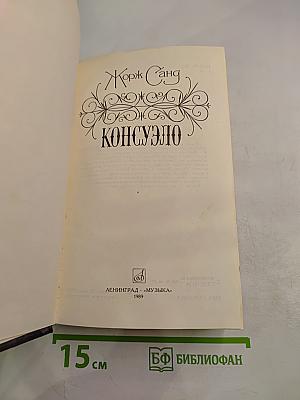 Жорж Санд
КОНСУЭЛО
ЛЕНИНГРАД · «МУЗЫКА»
1989
15 см
БФ БИБЛИОФАН